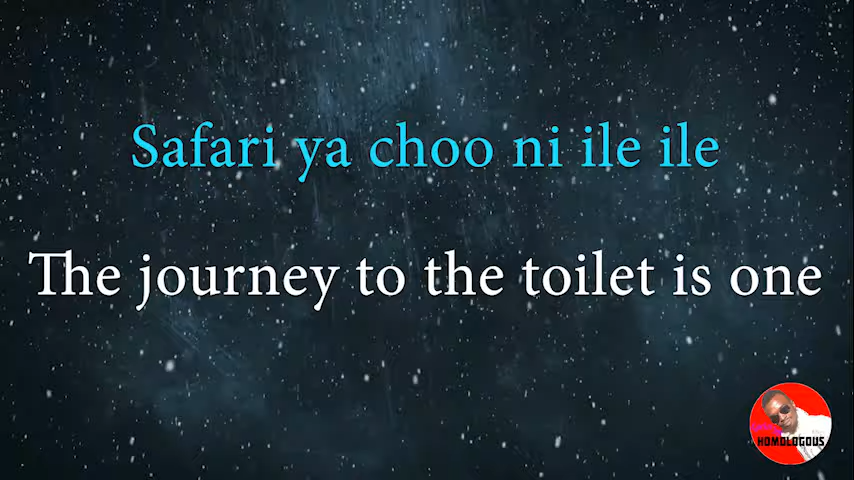 Safari ya choo ni ile ile
The journey to the toilet is one
HOMOLOGOUS